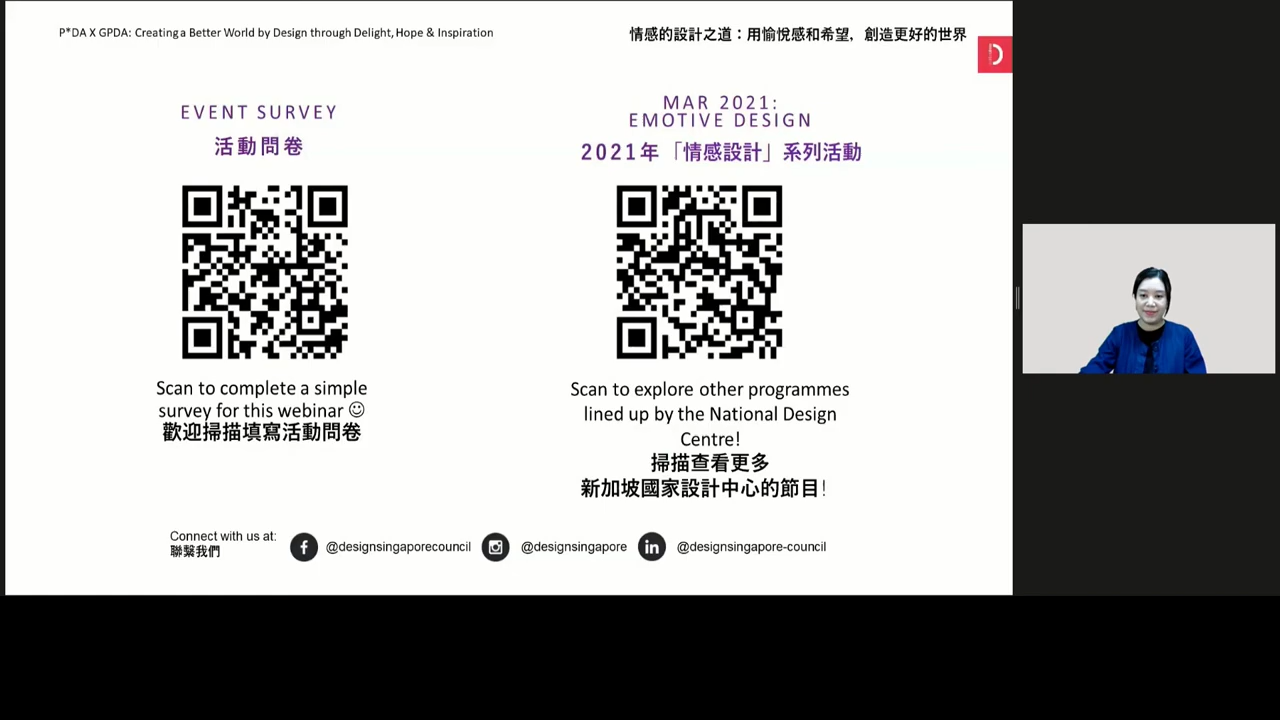 P*DA X GPDA: Creating a Better World by Design through Delight, Hope & Inspiration
情感的設計之道：用愉悅感和希望，創造更好的世界
EVENT SURVEY
活動問卷
Scan to complete a simple
survey for this webinar ☺
歡迎掃描填寫活動問卷
MAR 2021:
EMOTIVE DESIGN
2021年「情感設計」系列活動
Scan to explore other programmes
lined up by the National Design
Centre!
掃描查看更多
新加坡國家設計中心的節目!
Connect with us at:
聯繫我們
@designsingaporecouncil
@designsingapore
@designsingapore-council